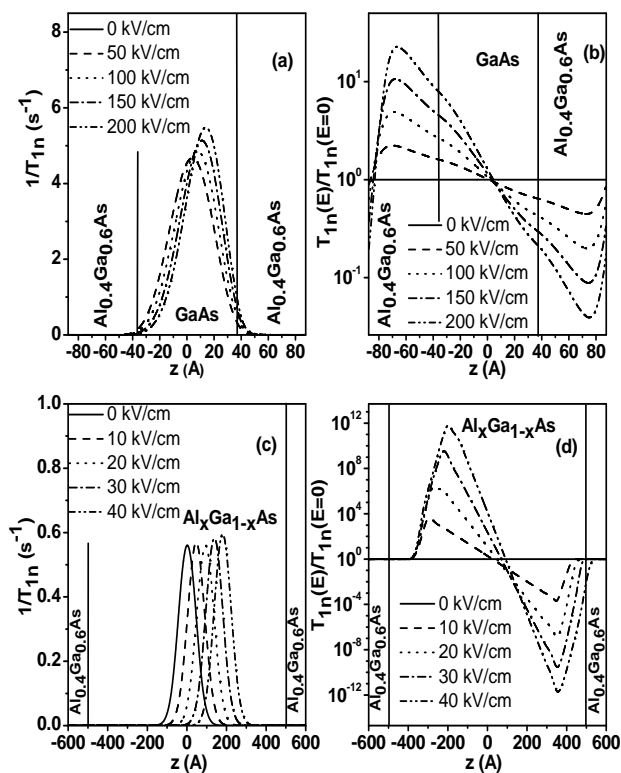 0 kV/cm
50 kV/cm
100 kV/cm
150 kV/cm
200 kV/cm
(a)
Al0.4Ga0.6As
GaAs
Al0.4Ga0.6As
1/T1n (s-1)
8
6
4
2
0
-80 -60 -40 -20 0 20 40 60 80
z (A)
(b)
GaAs
Al0.4Ga0.6As
Al0.4Ga0.6As
0 kV/cm
50 kV/cm
100 kV/cm
150 kV/cm
200 kV/cm
T1n(E)/T1n(E=0)
10^1
10^0
10^-1
-80 -60 -40 -20 0 20 40 60 80
z (A)
0 kV/cm
10 kV/cm
20 kV/cm
30 kV/cm
40 kV/cm
(c)
AlxGa1-xAs
Al0.4Ga0.6As
Al0.4Ga0.6As
1/T1n (s-1)
1.0
0.8
0.6
0.4
0.2
0.0
-600 -400 -200 0 200 400 600
z (A)
AlxGa1-xAs
(d)
Al0.4Ga0.6As
Al0.4Ga0.6As
0 kV/cm
10 kV/cm
20 kV/cm
30 kV/cm
40 kV/cm
T1n(E)/T1n(E=0)
10^12
10^8
10^4
10^0
10^-4
10^-8
10^-12
-600 -400 -200 0 200 400 600
z (A)